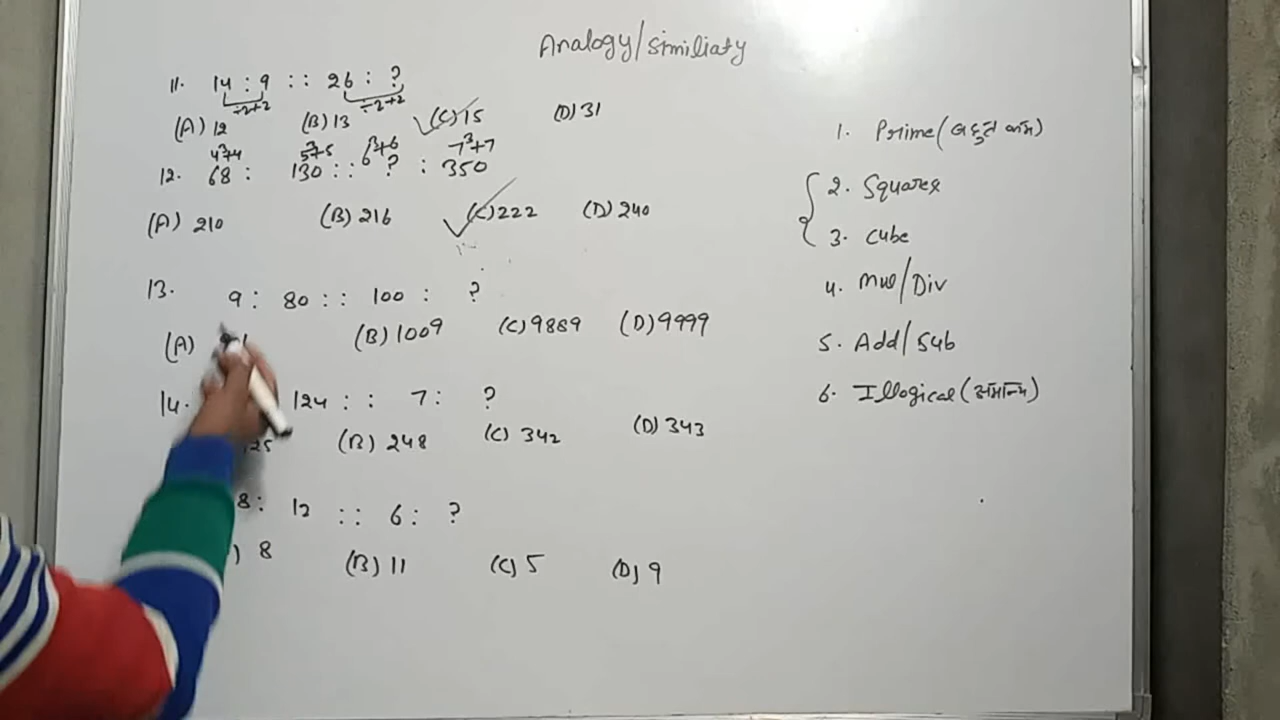 Analogy/Similiaty
11. 14 : 9 :: 26 : ?
÷2+2 ÷2+2
(A) 12 (B) 13 (C) 15 (D) 31
4³+4 5³+5 6³+6 7³+7
12. 68 : 130 :: ? : 350
(A) 210 (B) 216 (C) 222 (D) 240
13. 9 : 80 :: 100 : ?
(A) (B) 1009 (C) 9889 (D) 9999
14. 124 :: 7 : ?
(B) 248 (C) 342 (D) 343
8 : 12 :: 6 : ?
) 8 (B) 11 (C) 5 (D) 9
1. Prime (बहुत कम)
2. Squares
3. Cube
4. Mul/Div
5. Add/Sub
6. Illogical (असामान्य)